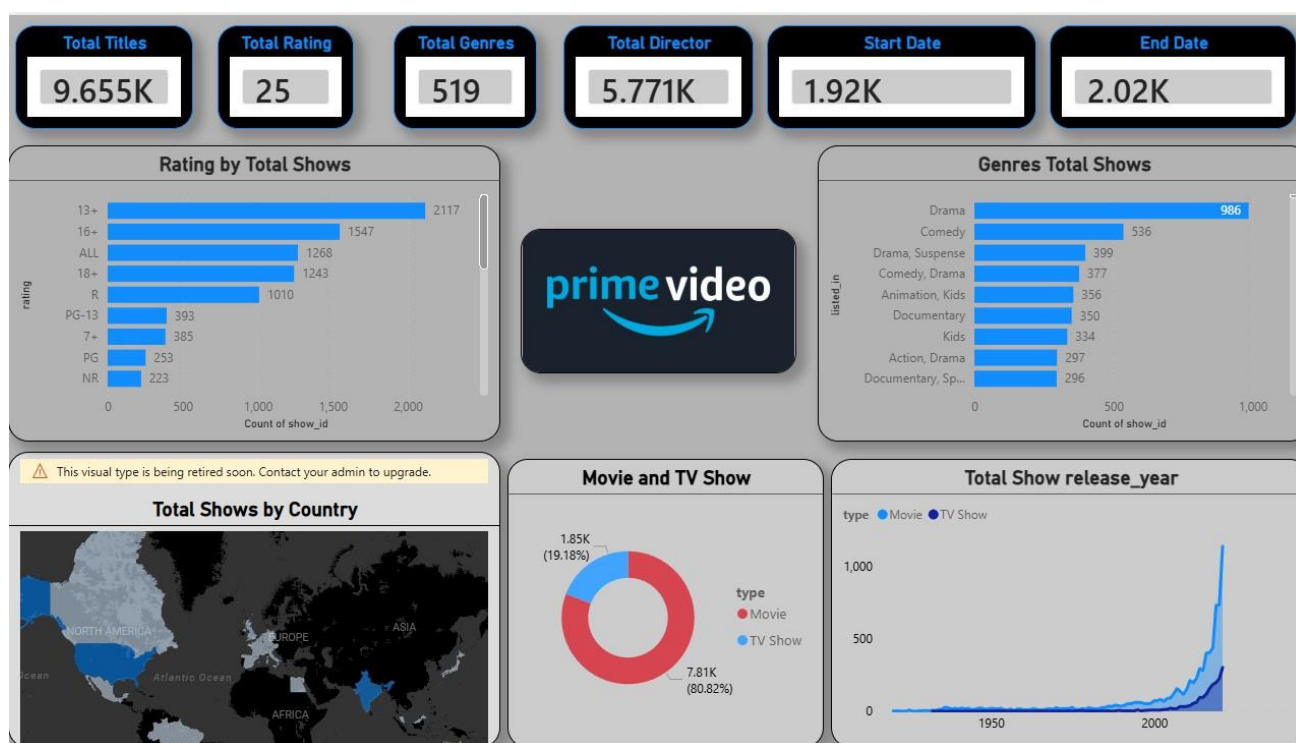 Total Titles
9.655K
Total Rating
25
Total Genres
519
Total Director
5.771K
Start Date
1.92K
End Date
2.02K
Rating by Total Shows
rating
13+ 2117
16+ 1547
ALL 1268
18+ 1243
R 1010
PG-13 393
7+ 385
PG 253
NR 223
0 500 1,000 1,500 2,000
Count of show_id
prime video
Genres Total Shows
listed_in
Drama 986
Comedy 536
Drama, Suspense 399
Comedy, Drama 377
Animation, Kids 356
Documentary 350
Kids 334
Action, Drama 297
Documentary, Sp... 296
0 500 1,000
Count of show_id
This visual type is being retired soon. Contact your admin to upgrade.
Total Shows by Country
NORTH AMERICA
EUROPE
ASIA
Ocean
Atlantic Ocean
AFRICA
Movie and TV Show
1.85K
(19.18%)
type
Movie
TV Show
7.81K
(80.82%)
Total Show release_year
type Movie TV Show
1,000
500
0
1950 2000